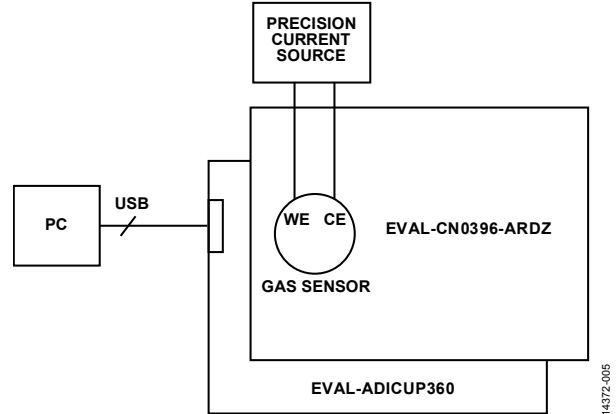 PRECISION
CURRENT
SOURCE
USB
PC
WE CE
EVAL-CN0396-ARDZ
GAS SENSOR
EVAL-ADICUP360
14372-005